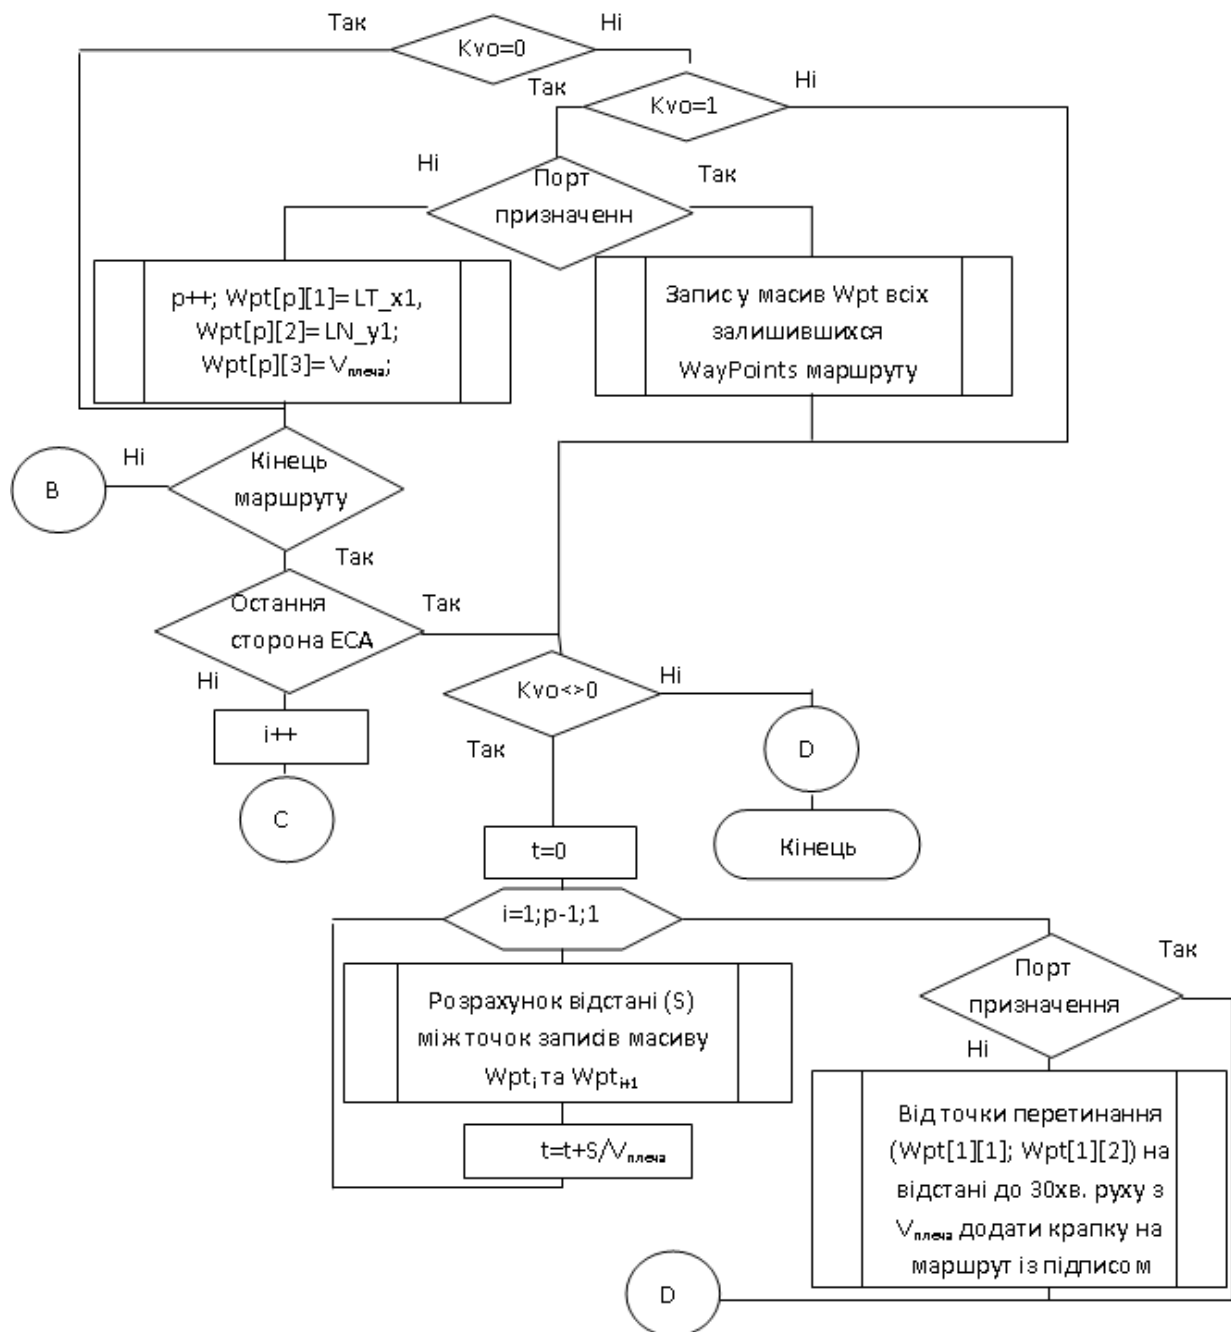 Так
Ні
Kvo=0
Так
Ні
Kvo=1
Ні
Так
Порт
призначенн
p++; Wpt[p][1]= LT_x1,
Wpt[p][2]= LN_y1;
Wpt[p][3]= Vплеча;
Запис у масив Wpt всіх
залишившихся
WayPoints маршруту
Ні
B
Кінець
маршруту
Так
Остання
сторона ECA
Так
Ні
i++
C
Kvo<>0
Ні
Так
D
Кінець
t=0
i=1;p-1;1
Розрахунок відстані (S)
між точок записів масиву
Wpti та Wpti+1
t=t+S/Vплеча
Так
Порт
призначення
Ні
Від точки перетинання
(Wpt[1][1]; Wpt[1][2]) на
відстані до 30хв. руху з
Vплеча додати крапку на
маршрут із підписом
D